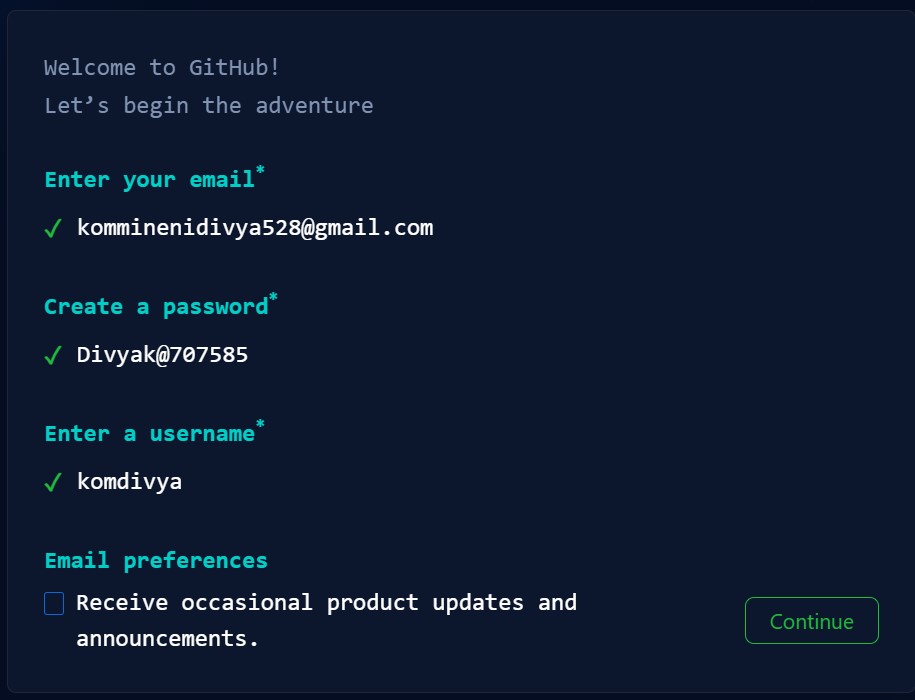 Welcome to GitHub!
Let’s begin the adventure
Enter your email*
✓ komminenidivya528@gmail.com
Create a password*
✓ Divyak@707585
Enter a username*
✓ komdivya
Email preferences
Receive occasional product updates and
announcements.
Continue